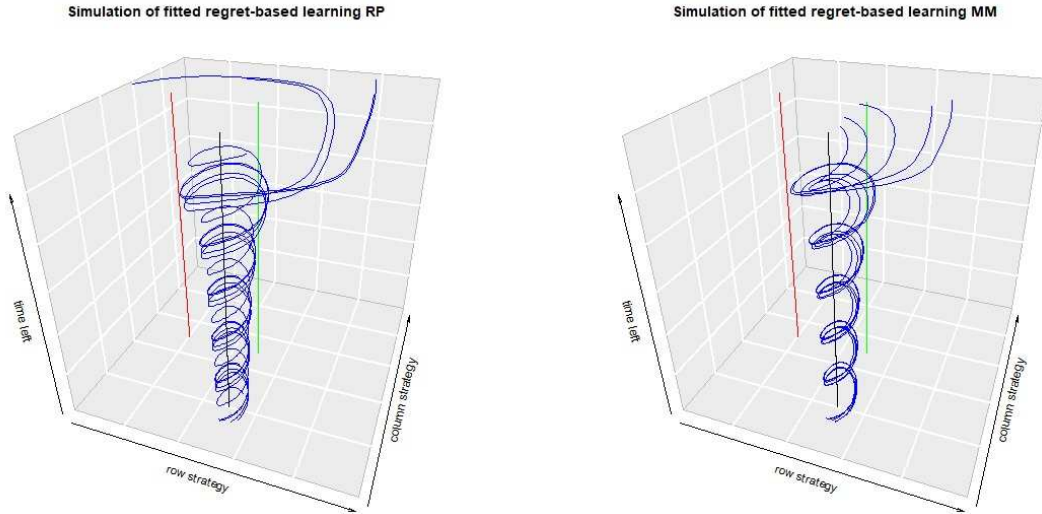 Simulation of fitted regret-based learning RP
time left
row strategy
column strategy
Simulation of fitted regret-based learning MM
time left
row strategy
column strategy